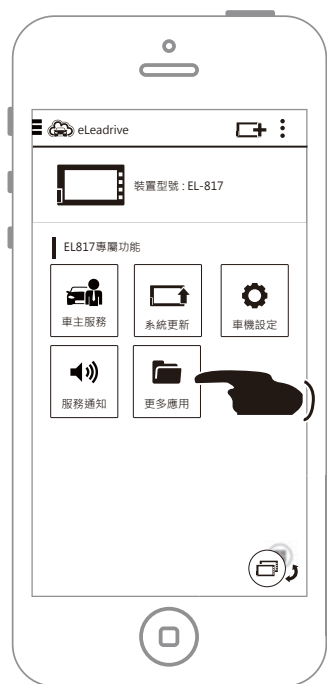 eLeadrive
裝置型號 : EL-817
EL817專屬功能
車主服務
系統更新
車機設定
服務通知
更多應用